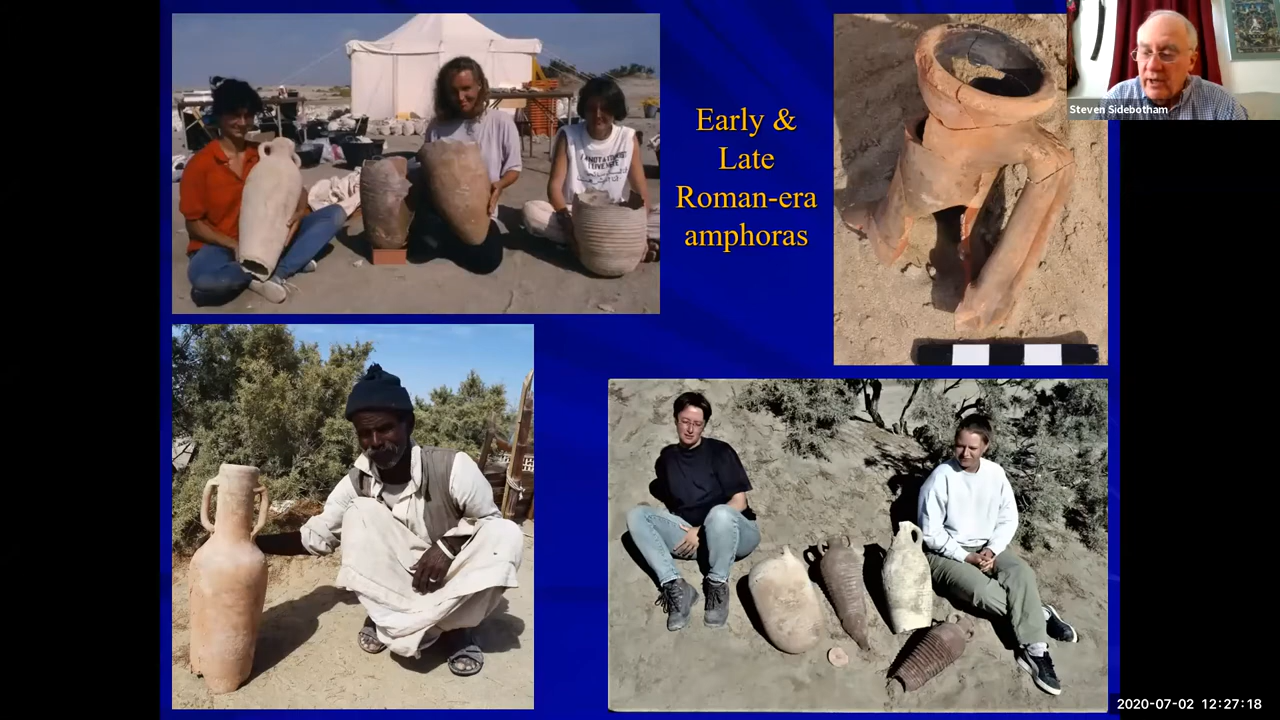 Early &
Late
Roman-era
amphoras
Steven Sidebotham
2020-07-02 12:27:18